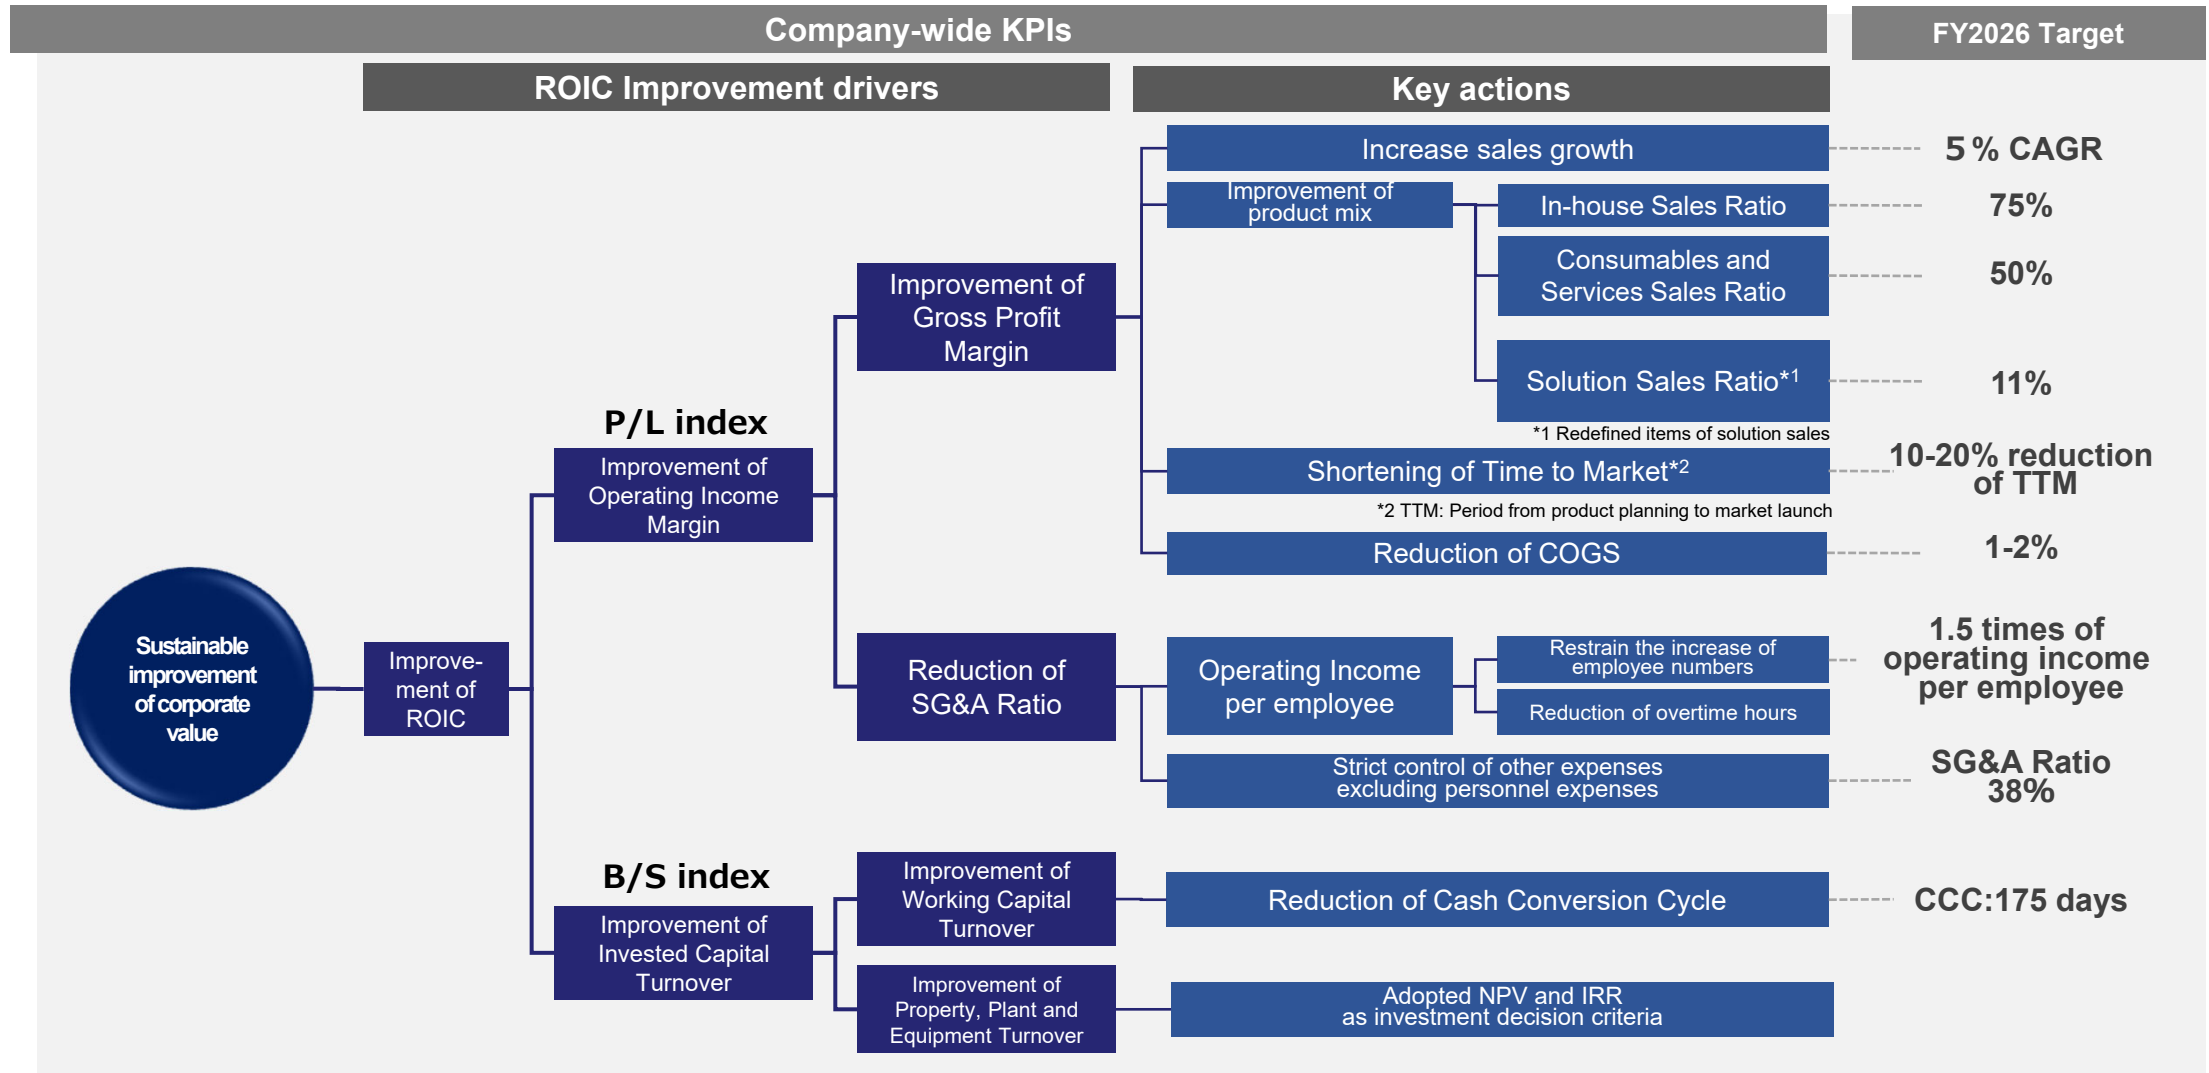 Company-wide KPIs
FY2026 Target
ROIC Improvement drivers
Key actions
Increase sales growth
5 % CAGR
Improvement of
product mix
In-house Sales Ratio
75%
Consumables and
Services Sales Ratio
50%
Improvement of
Gross Profit
Margin
Solution Sales Ratio*1
11%
*1 Redefined items of solution sales
P/L index
Improvement of
Operating Income
Margin
Shortening of Time to Market*2
10-20% reduction
of TTM
*2 TTM: Period from product planning to market launch
Reduction of COGS
1-2%
Sustainable
improvement
of corporate
value
Improve-
ment of
ROIC
Reduction of
SG&A Ratio
Operating Income
per employee
Restrain the increase of
employee numbers
Reduction of overtime hours
1.5 times of
operating income
per employee
Strict control of other expenses
excluding personnel expenses
SG&A Ratio
38%
B/S index
Improvement of
Invested Capital
Turnover
Improvement of
Working Capital
Turnover
Reduction of Cash Conversion Cycle
CCC:175 days
Improvement of
Property, Plant and
Equipment Turnover
Adopted NPV and IRR
as investment decision criteria